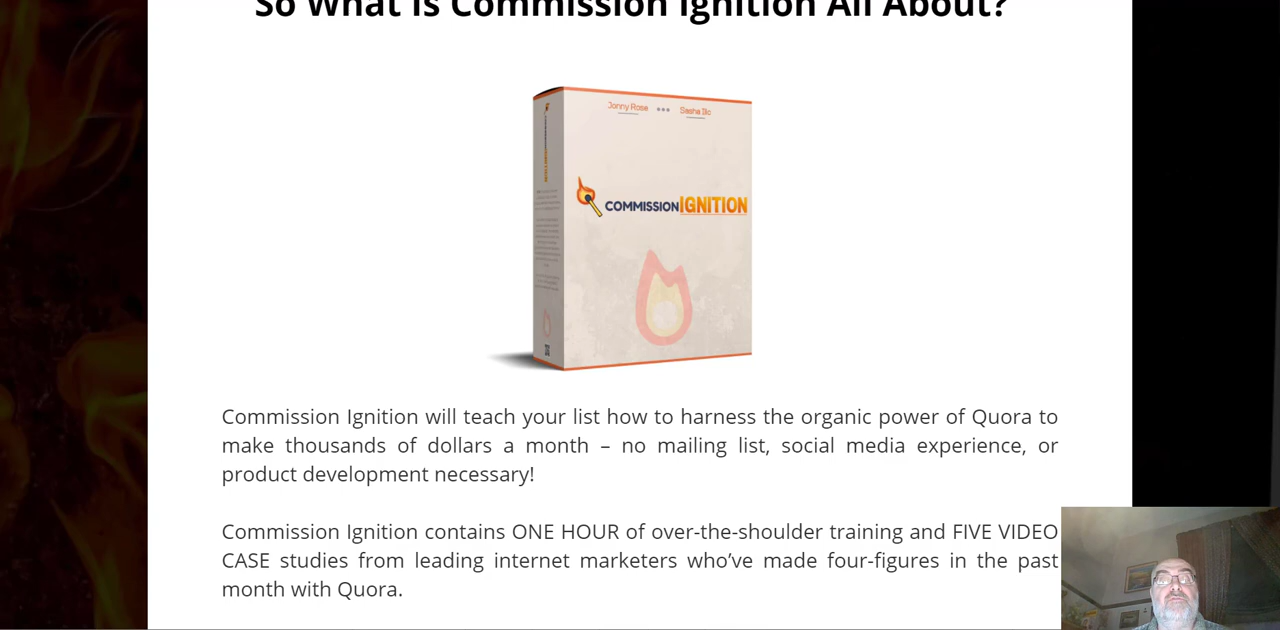 So What Is Commission Ignition All About?
Jonny Rose ••• Sasha Ilic
COMMISSIONIGNITION
Commission Ignition will teach your list how to harness the organic power of Quora to
make thousands of dollars a month – no mailing list, social media experience, or
product development necessary!
Commission Ignition contains ONE HOUR of over-the-shoulder training and FIVE VIDEO
CASE studies from leading internet marketers who’ve made four-figures in the past
month with Quora.